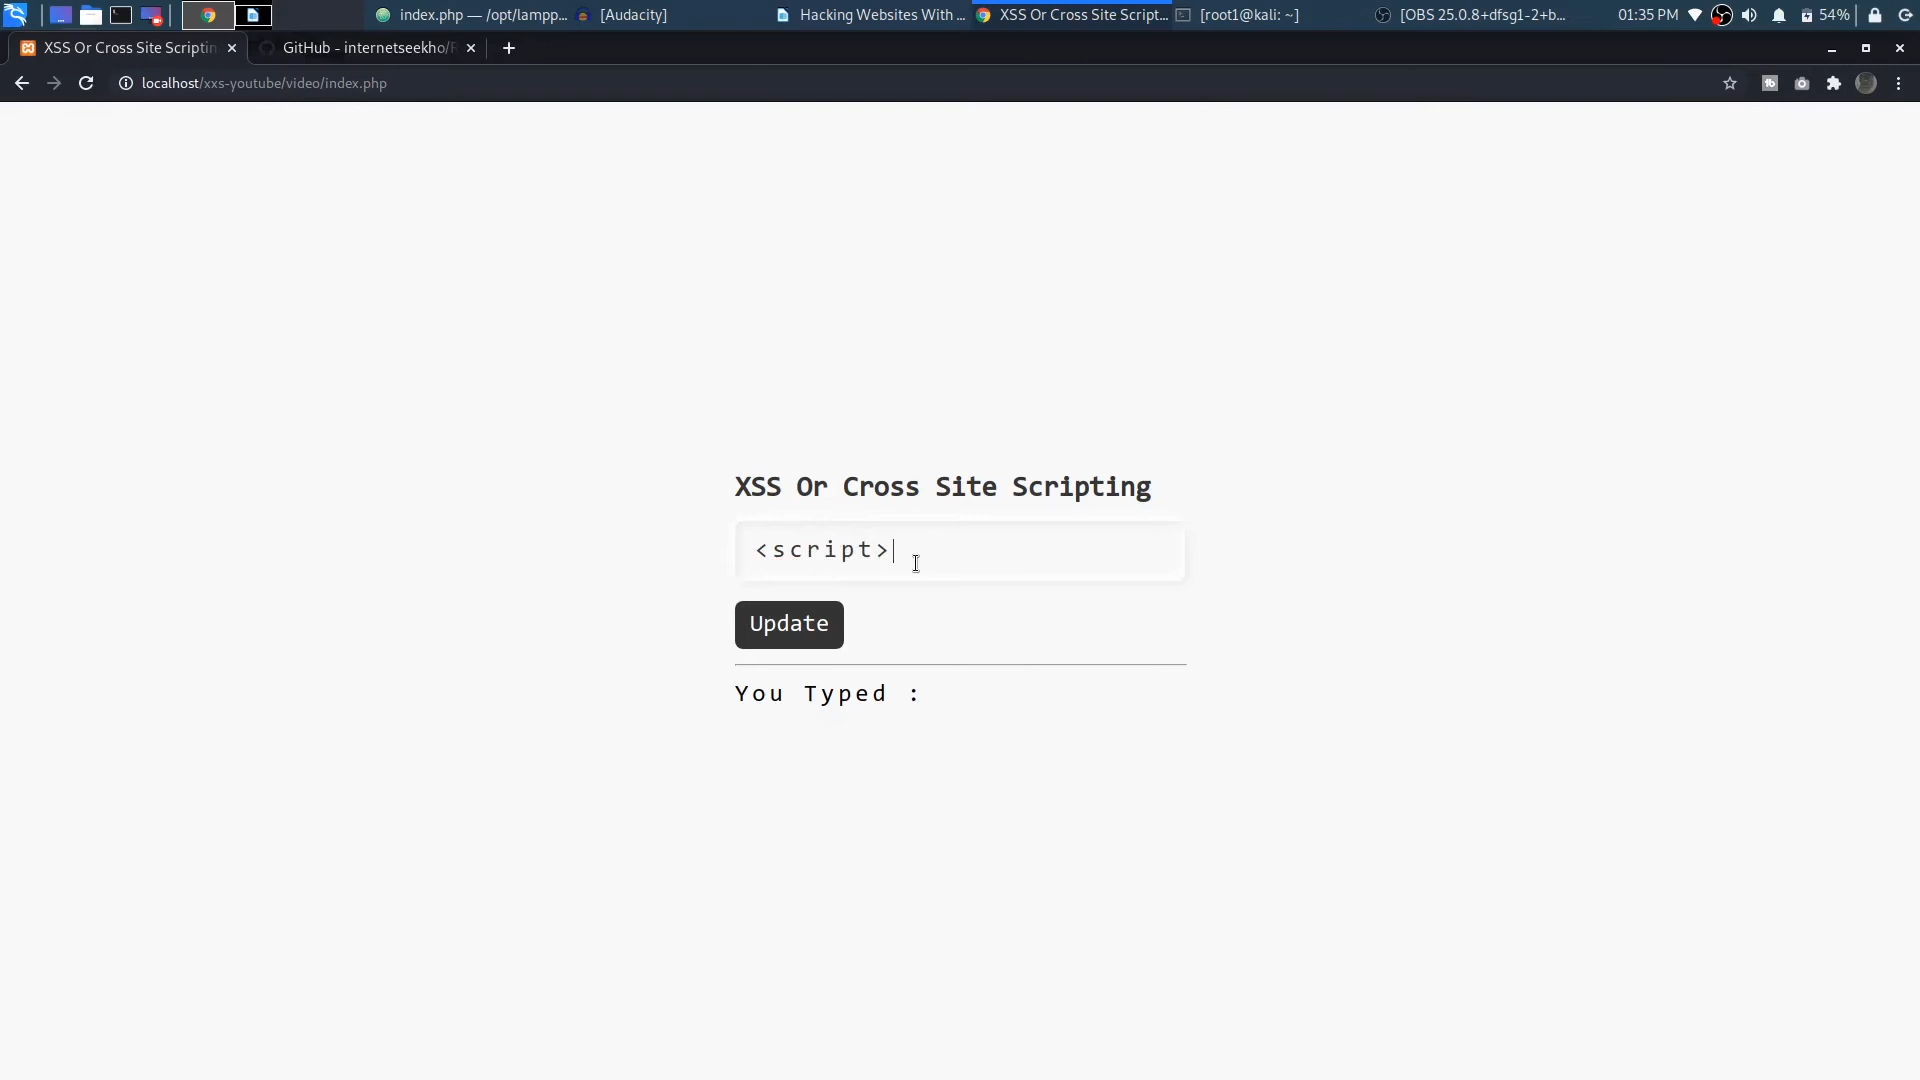 index.php — /opt/lampp...
[Audacity]
Hacking Websites With ...
XSS Or Cross Site Script...
[root1@kali: ~]
[OBS 25.0.8+dfsg1-2+b...
01:35 PM
54%
XSS Or Cross Site Scriptin
GitHub - internetseekho/R
localhost/xxs-youtube/video/index.php
XSS Or Cross Site Scripting
<script>
Update
You Typed :